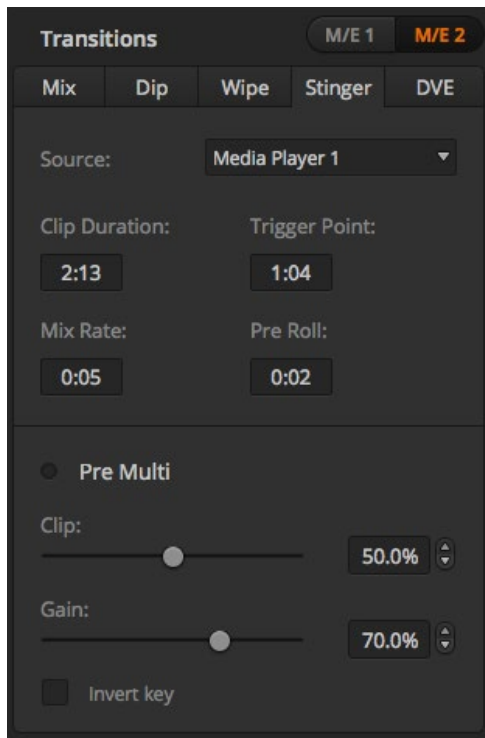 Transitions M/E 1 M/E 2
Mix Dip Wipe Stinger DVE
Source: Media Player 1
Clip Duration: Trigger Point:
2:13 1:04
Mix Rate: Pre Roll:
0:05 0:02
Pre Multi
Clip:
50.0%
Gain:
70.0%
Invert key